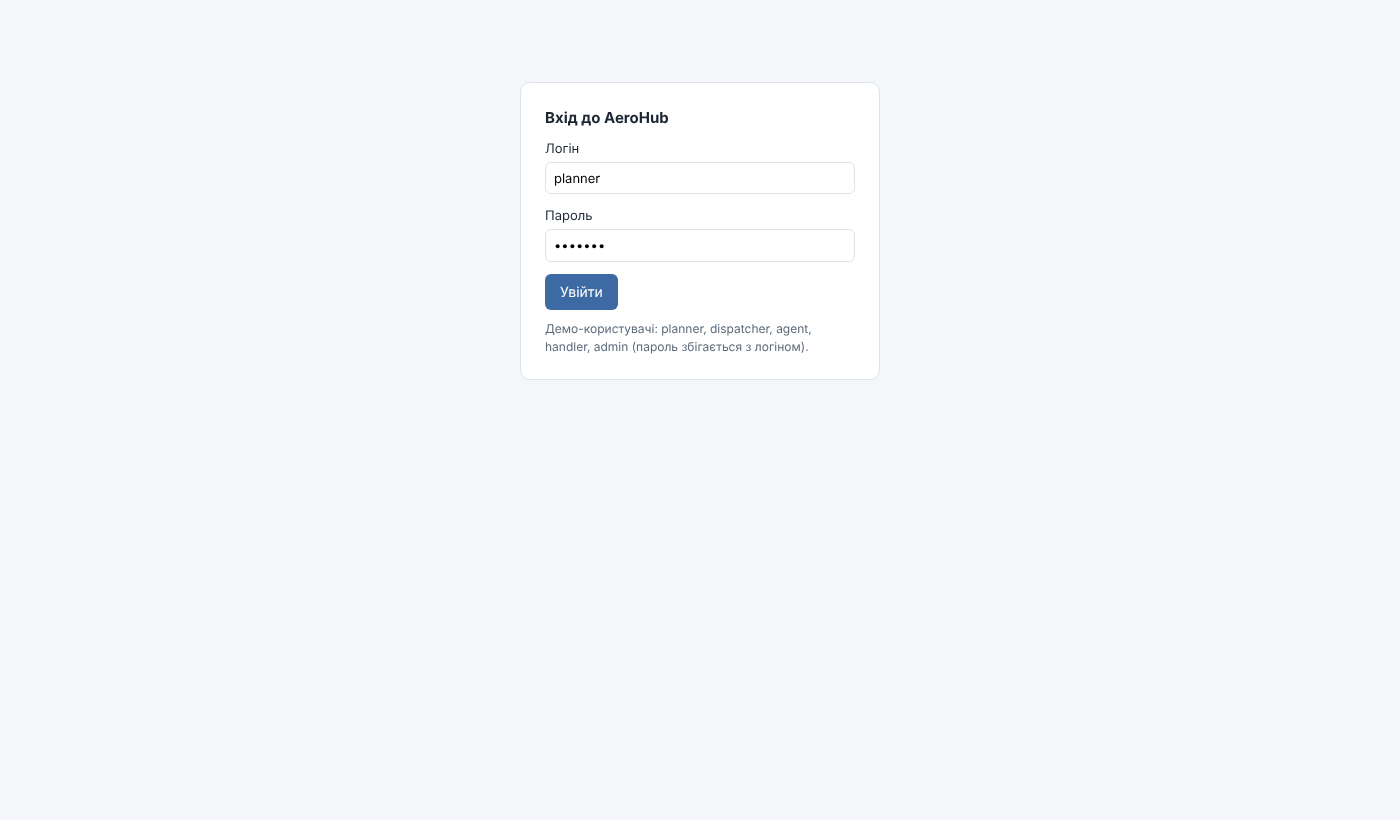 Вхід до AeroHub
Логін
planner
Пароль
•••••••
Увійти
Демо-користувачі: planner, dispatcher, agent,
handler, admin (пароль збігається з логіном).